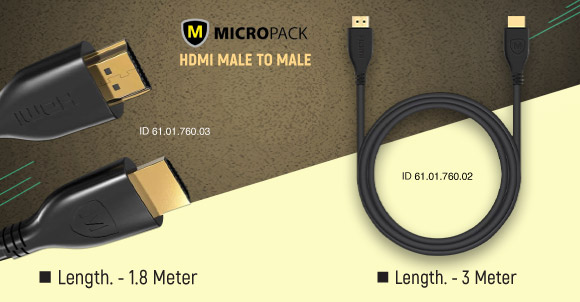 M MICROPACK
HDMI MALE TO MALE
HDMI
ID 61.01.760.03
ID 61.01.760.02
Length. - 1.8 Meter
Length. - 3 Meter